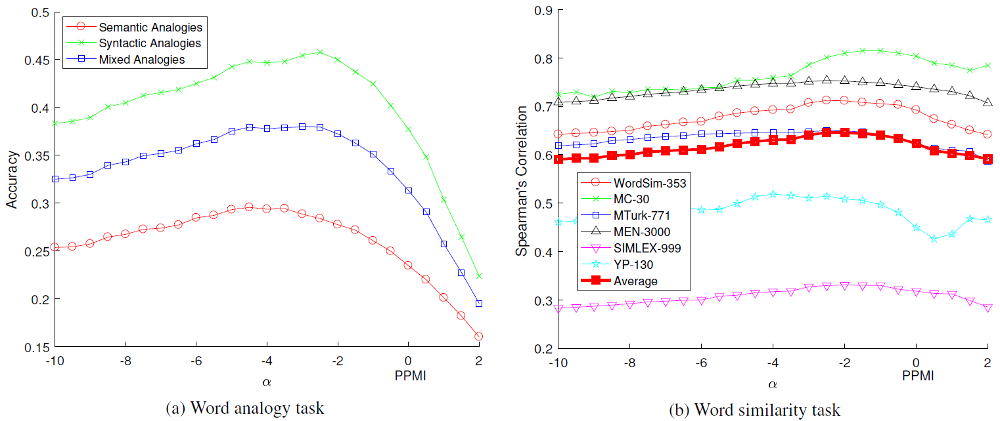 0.5
0.45
0.4
0.35
0.3
0.25
0.2
0.15
Accuracy
Semantic Analogies
Syntactic Analogies
Mixed Analogies
-10 -8 -6 -4 -2 0 2
PPMI
α
(a) Word analogy task
0.9
0.8
0.7
0.6
0.5
0.4
0.3
0.2
Spearman's Correlation
WordSim-353
MC-30
MTurk-771
MEN-3000
SIMLEX-999
YP-130
Average
-10 -8 -6 -4 -2 0 2
PPMI
α
(b) Word similarity task